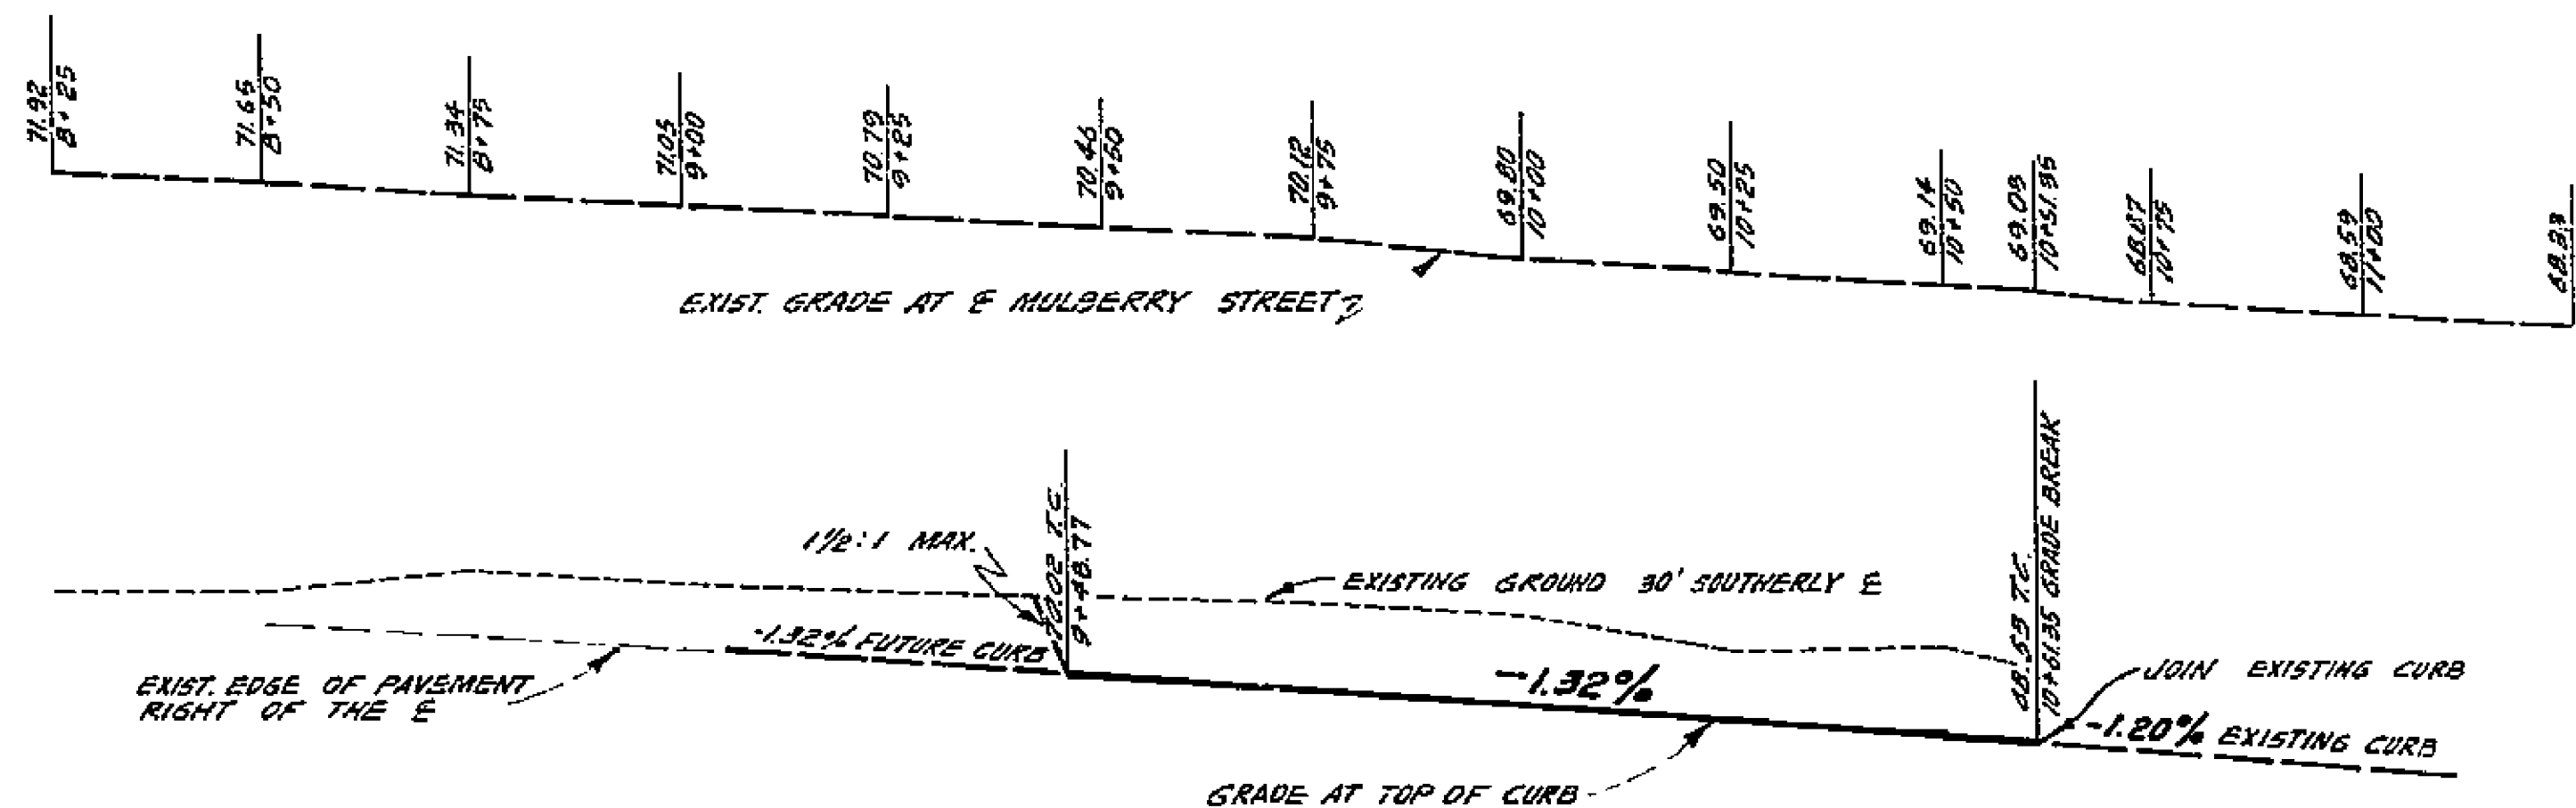 71.92
8+25
71.65
8+50
71.34
8+75
71.05
9+00
70.79
9+25
70.46
9+50
70.12
9+75
69.80
10+00
69.50
10+25
69.14
10+50
69.03
10+51.35
68.87
10+75
68.59
11+00
68.33
EXIST. GRADE AT ℄ MULBERRY STREET
1½:1 MAX.
70.02 T.C.
9+48.77
EXISTING GROUND 30' SOUTHERLY ℄
-1.32% FUTURE CURB
EXIST. EDGE OF PAVEMENT
RIGHT OF THE ℄
-1.32%
68.53 T.C.
10+61.35 GRADE BREAK
JOIN EXISTING CURB
-1.20% EXISTING CURB
GRADE AT TOP OF CURB